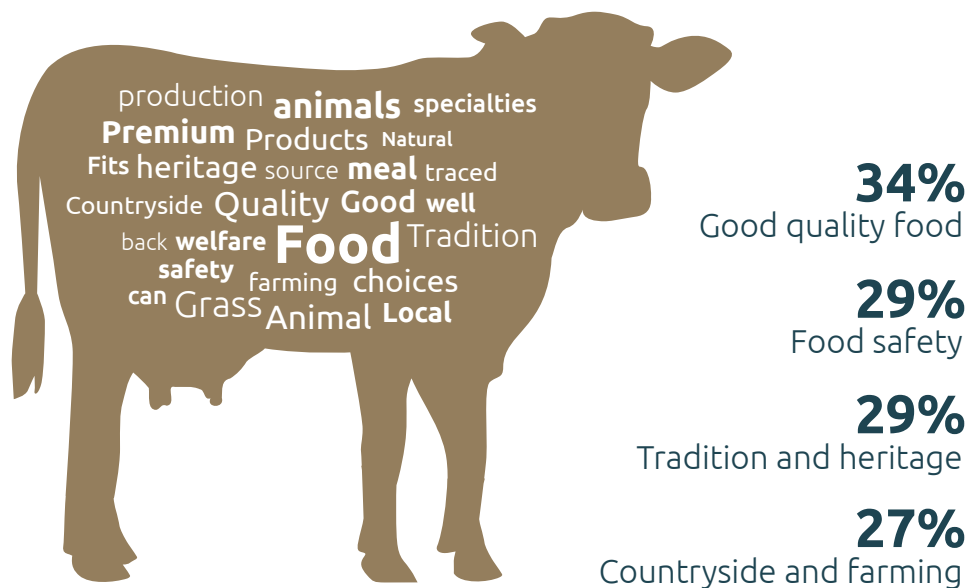 production animals specialties
Premium Products Natural
Fits heritage source meal traced
Countryside Quality Good well
back welfare Food Tradition
safety farming choices
can Grass Animal Local
34%
Good quality food
29%
Food safety
29%
Tradition and heritage
27%
Countryside and farming